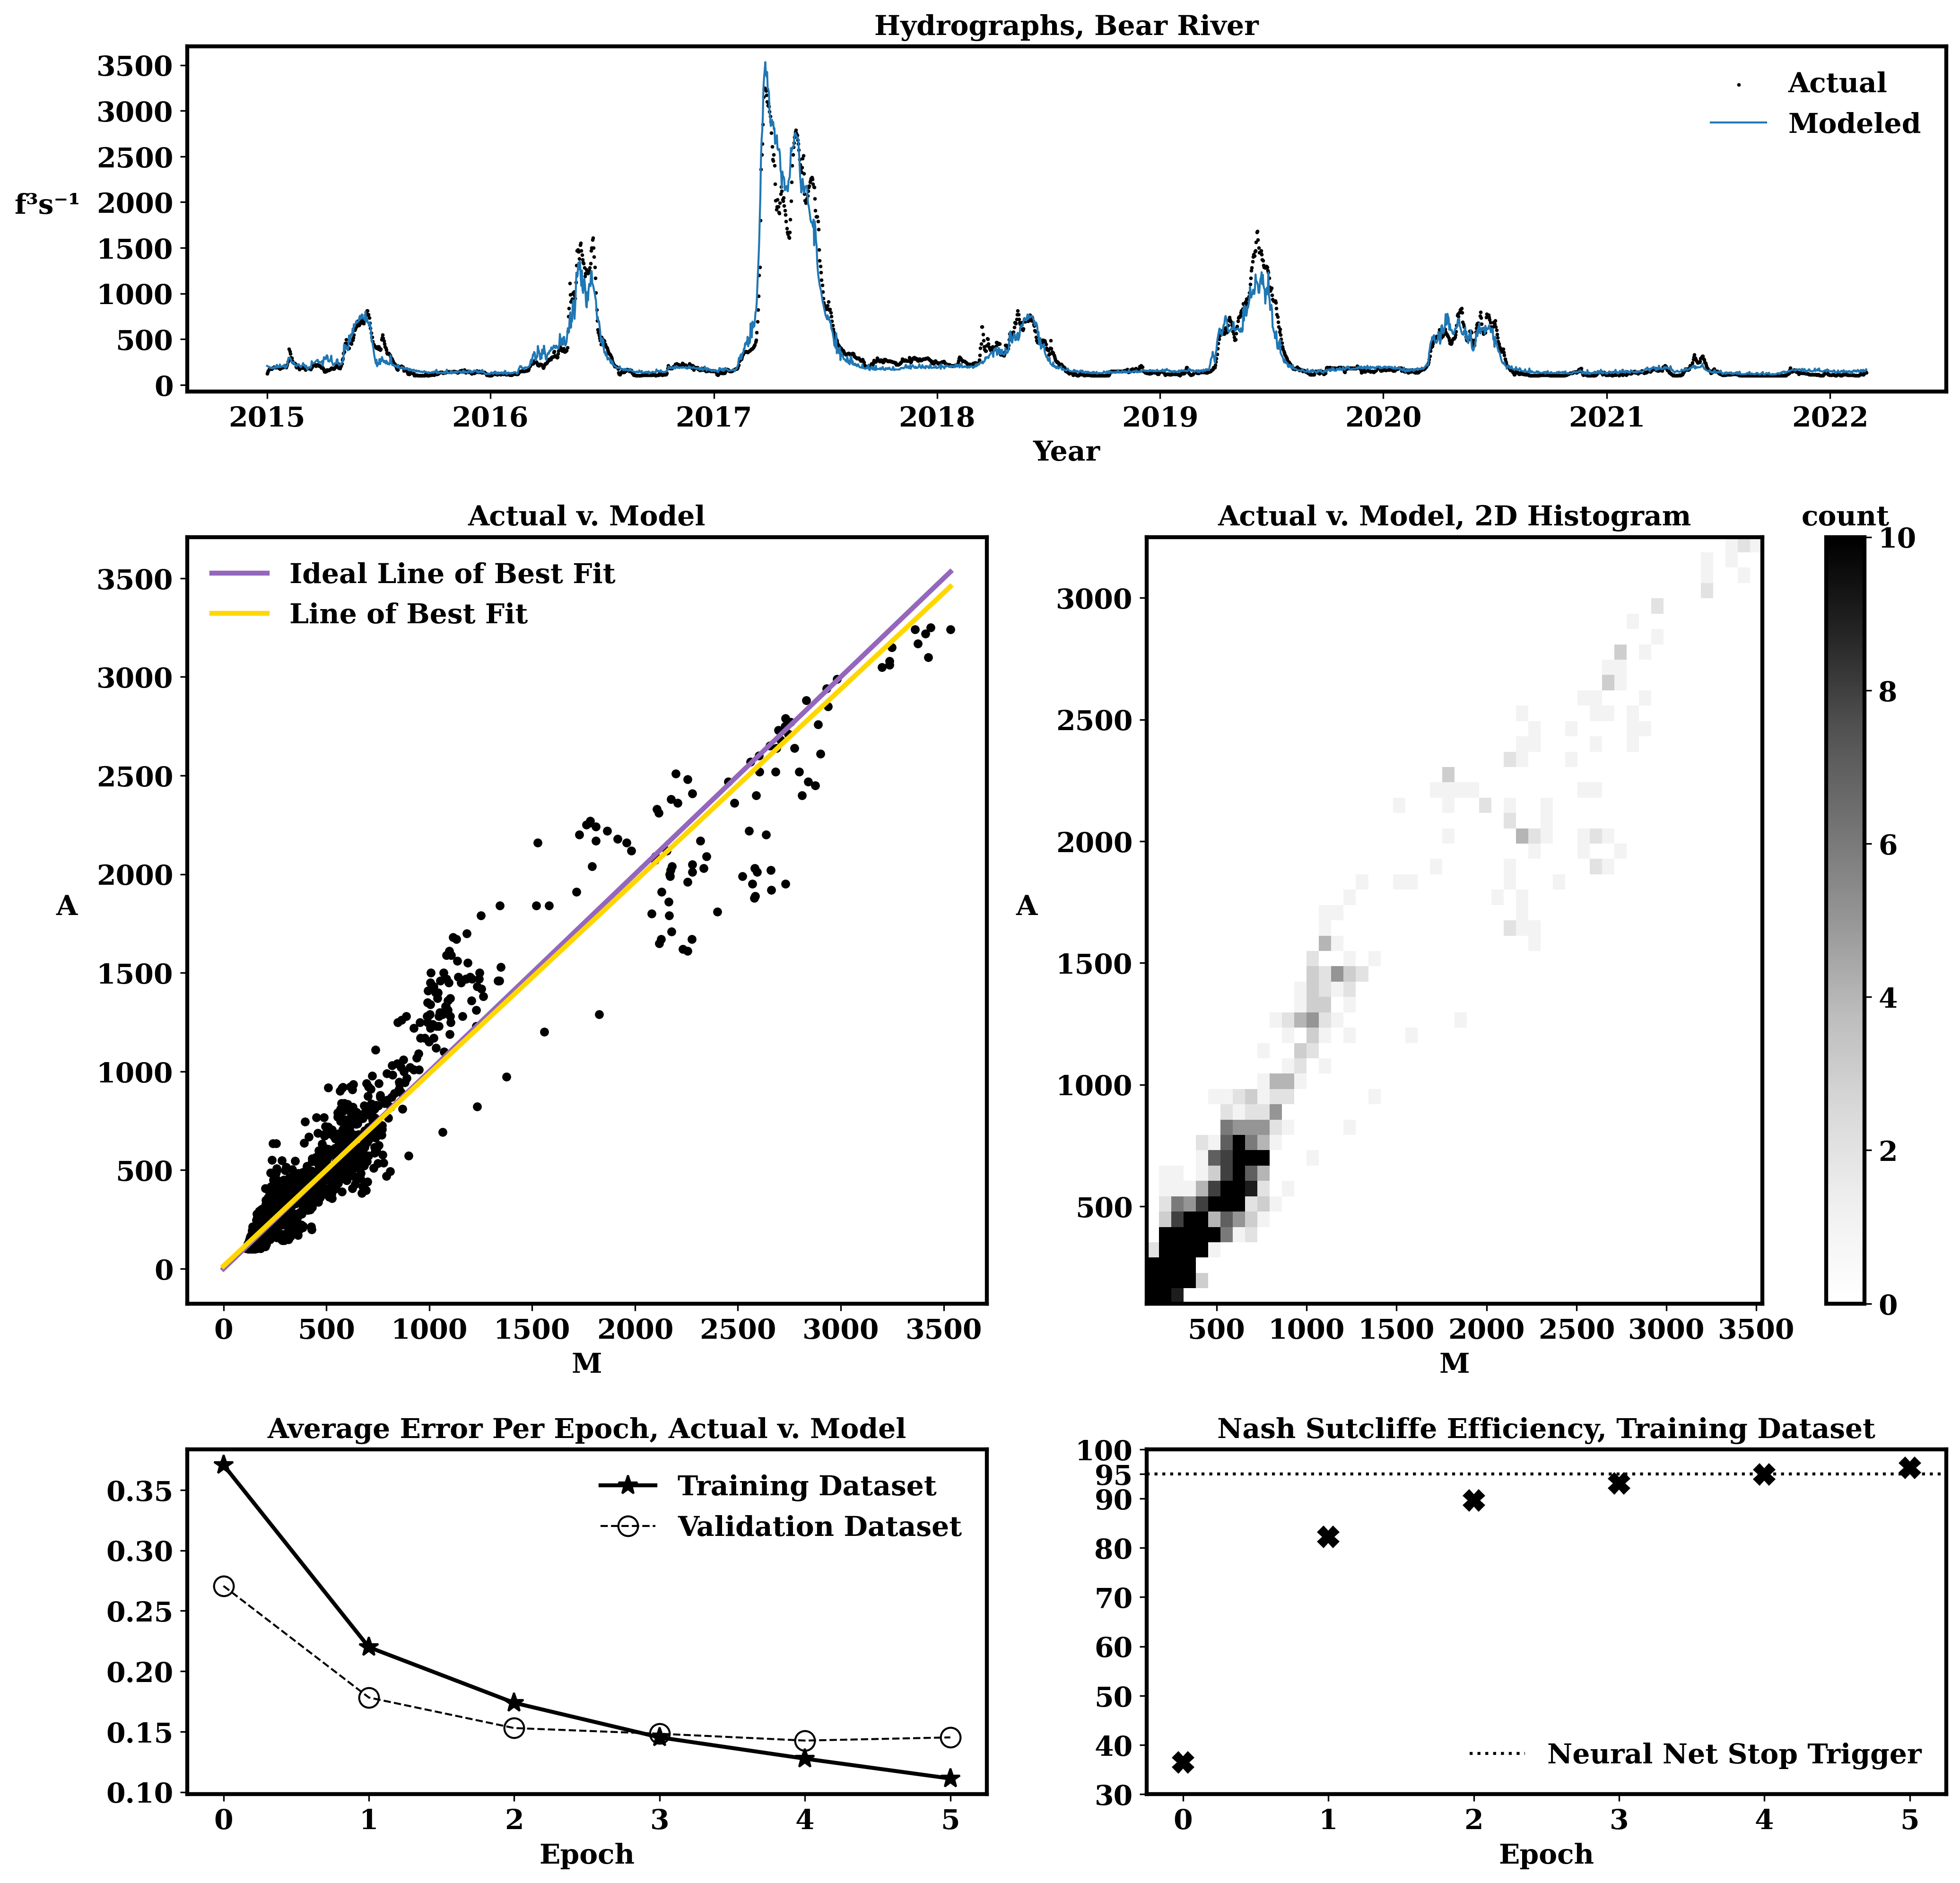 Hydrographs, Bear River
3500
3000
2500
2000
1500
1000
500
0
f³s⁻¹
Actual
Modeled
2015 2016 2017 2018 2019 2020 2021 2022
Year
Actual v. Model
Ideal Line of Best Fit
Line of Best Fit
3500
3000
2500
2000
1500
1000
500
0
A
0 500 1000 1500 2000 2500 3000 3500
M
Actual v. Model, 2D Histogram
3000
2500
2000
1500
1000
500
A
500 1000 1500 2000 2500 3000 3500
M
count
10
8
6
4
2
0
Average Error Per Epoch, Actual v. Model
Training Dataset
Validation Dataset
0.35
0.30
0.25
0.20
0.15
0.10
0 1 2 3 4 5
Epoch
Nash Sutcliffe Efficiency, Training Dataset
100
95
90
80
70
60
50
40
30
Neural Net Stop Trigger
0 1 2 3 4 5
Epoch